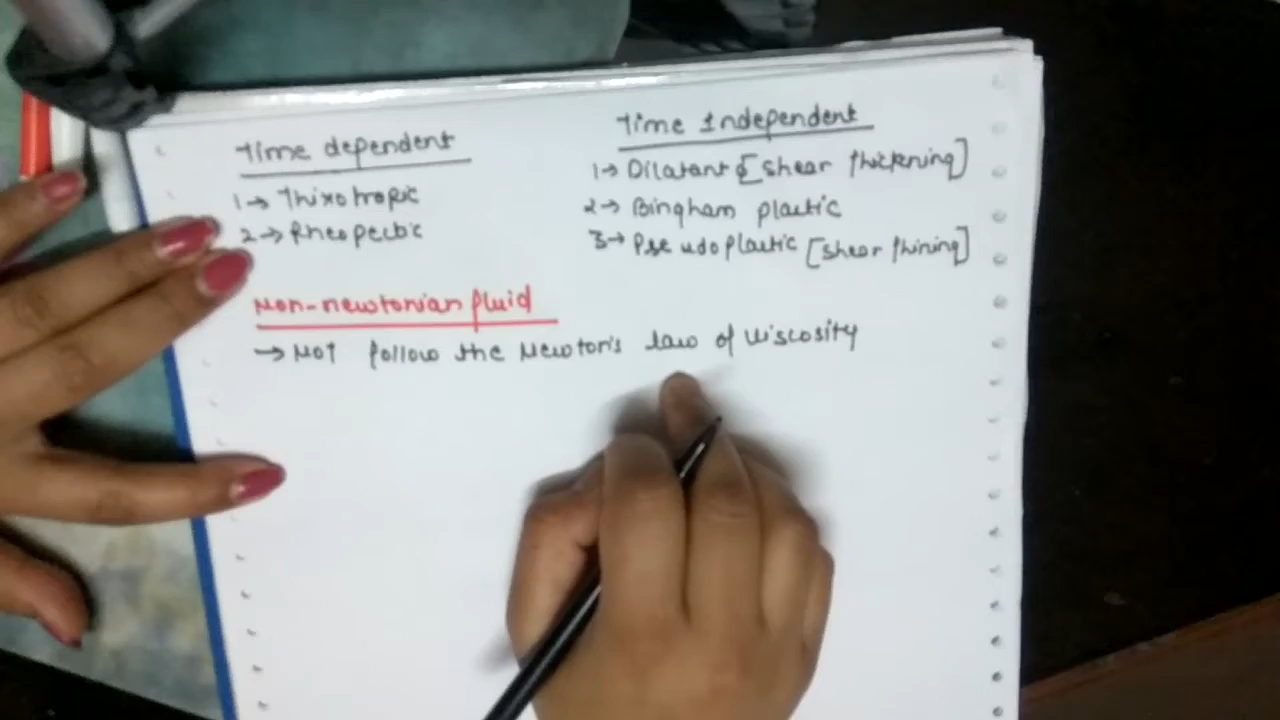 Time dependent
1→ Thixotropic
2→ Rheopectic
Time Independent
1→ Dilatant [shear thickening]
2→ Bingham plastic
3→ Pseudoplastic [shear thining]
Non-newtonian fluid
→ Not follow the Newton's law of viscosity